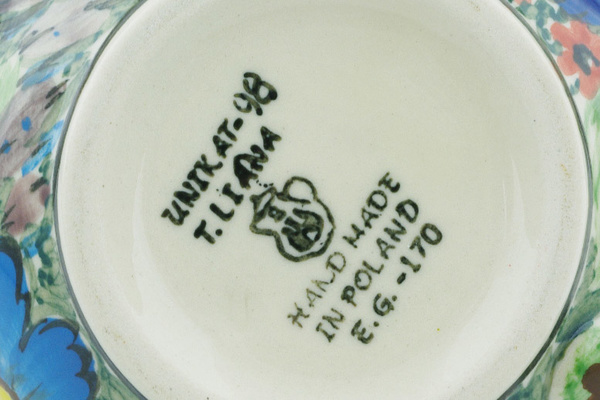 UNIKAT-98
T. LIANA
HAND MADE
IN POLAND
E.G. -170